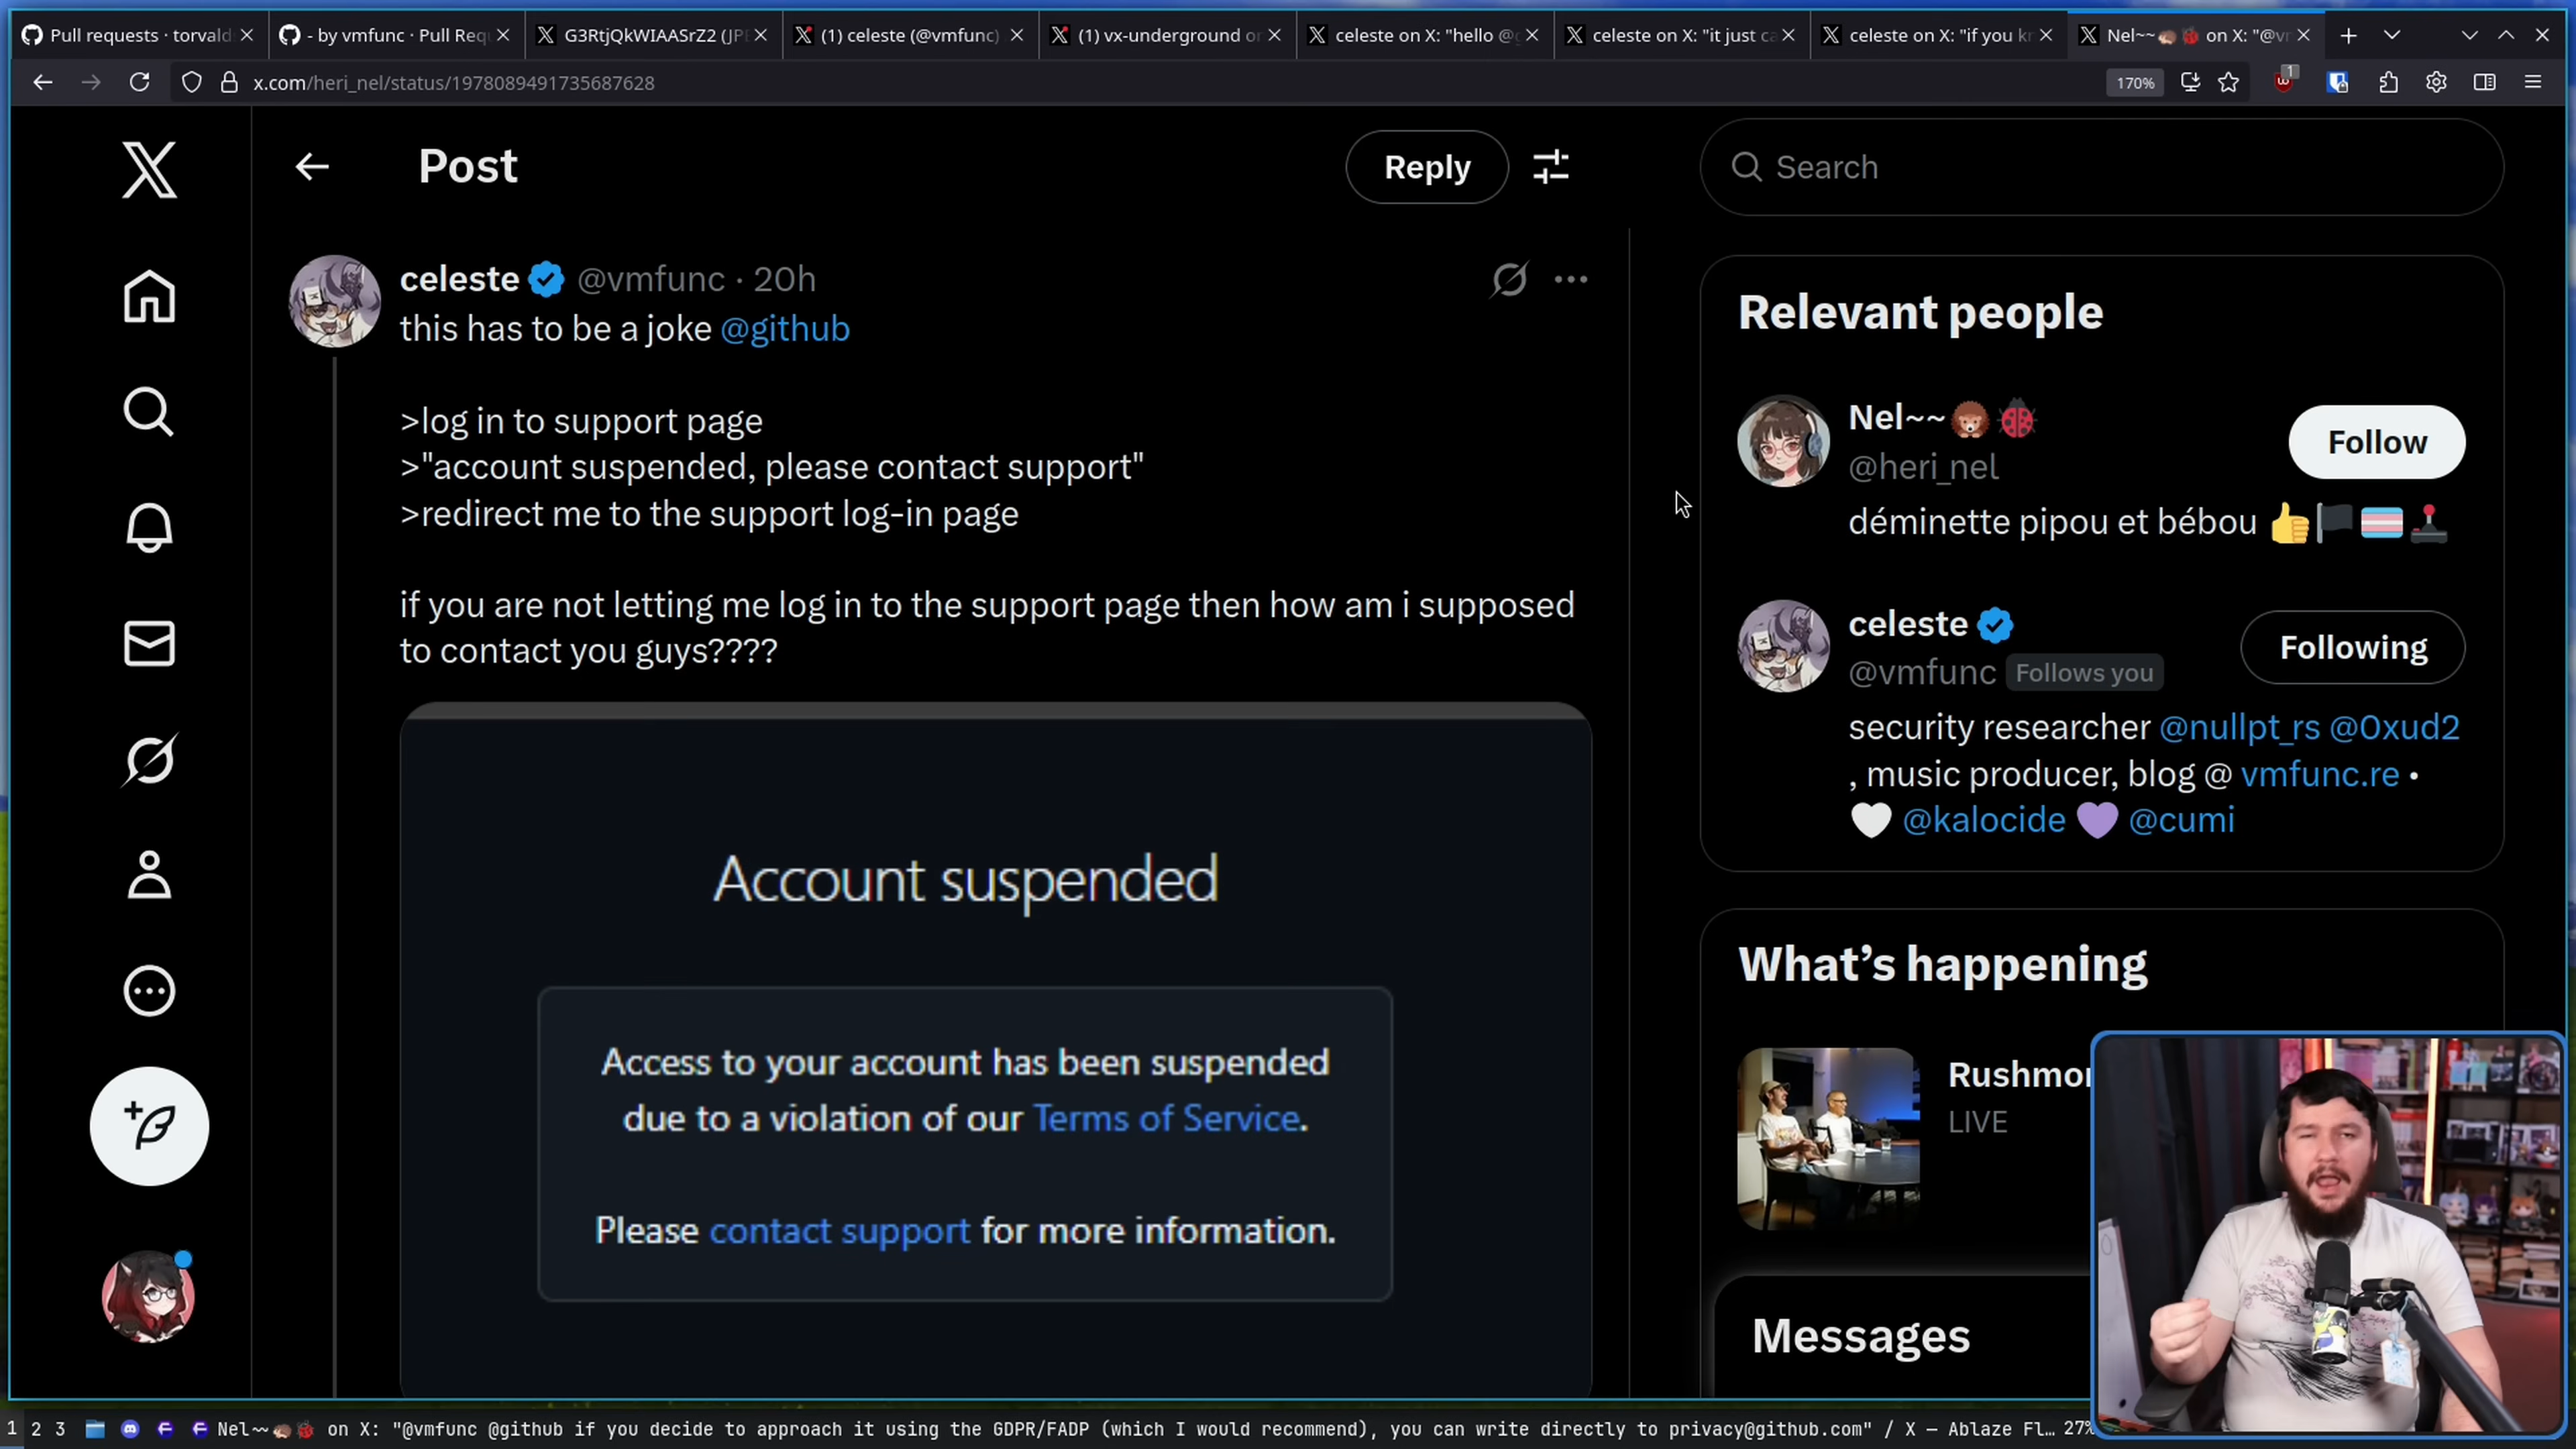 Pull requests · torvald
- by vmfunc · Pull Req
G3RtjQkWIAASrZ2 (JP
(1) celeste (@vmfunc)
(1) vx-underground o
celeste on X: "hello @g
celeste on X: "it just ca
celeste on X: "if you k
Nel~~🦔🐞 on X: "@v
x.com/heri_nel/status/1978089491735687628
170%
1
Post
Reply
Search
celeste @vmfunc · 20h
this has to be a joke @github
>log in to support page
>"account suspended, please contact support"
>redirect me to the support log-in page
if you are not letting me log in to the support page then how am i supposed
to contact you guys????
Account suspended
Access to your account has been suspended
due to a violation of our Terms of Service.
Please contact support for more information.
Relevant people
Nel~~🦔🐞
@heri_nel
Follow
déminette pipou et bébou 👍🏴🏳️‍⚧️🕹️
celeste
@vmfunc Follows you
Following
security researcher @nullpt_rs @0xud2
, music producer, blog @ vmfunc.re •
🤍 @kalocide 💜 @cumi
What's happening
Rushmor
LIVE
Messages
1 2 3 Nel~~🦔🐞 on X: "@vmfunc @github if you decide to approach it using the GDPR/FADP (which I would recommend), you can write directly to privacy@github.com" / X — Ablaze Fl… 27%